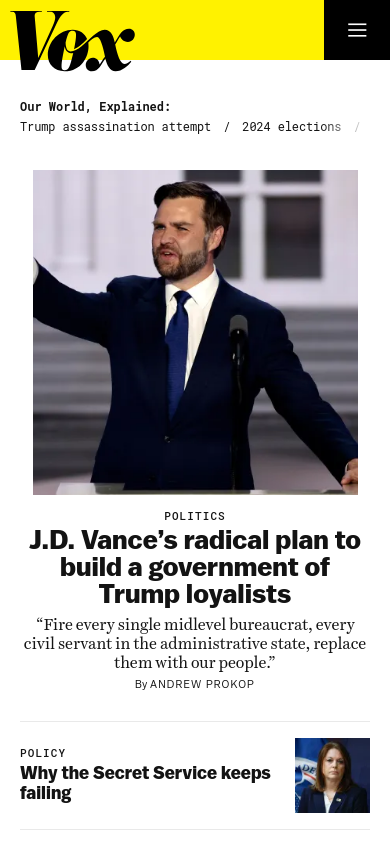 Vox
Our World, Explained:
Trump assassination attempt / 2024 elections /
POLITICS
J.D. Vance’s radical plan to
build a government of
Trump loyalists
“Fire every single midlevel bureaucrat, every
civil servant in the administrative state, replace
them with our people.”
By ANDREW PROKOP
POLICY
Why the Secret Service keeps
failing